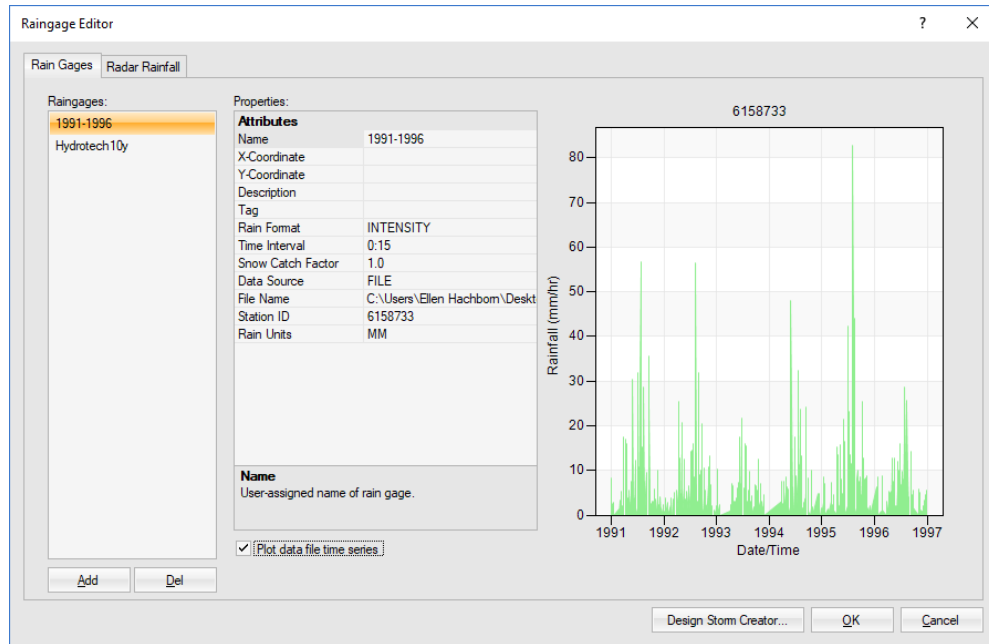 Raingage Editor
?
Rain Gages Radar Rainfall
Raingages:
1991-1996
Hydrotech10y
Add Del
Properties:
Attributes
Name 1991-1996
X-Coordinate
Y-Coordinate
Description
Tag
Rain Format INTENSITY
Time Interval 0:15
Snow Catch Factor 1.0
Data Source FILE
File Name C:\Users\Ellen Hachborn\Deskt
Station ID 6158733
Rain Units MM
Name
User-assigned name of rain gage.
Plot data file time series
6158733
Rainfall (mm/hr)
80
70
60
50
40
30
20
10
0
1991 1992 1993 1994 1995 1996 1997
Date/Time
Design Storm Creator... OK Cancel